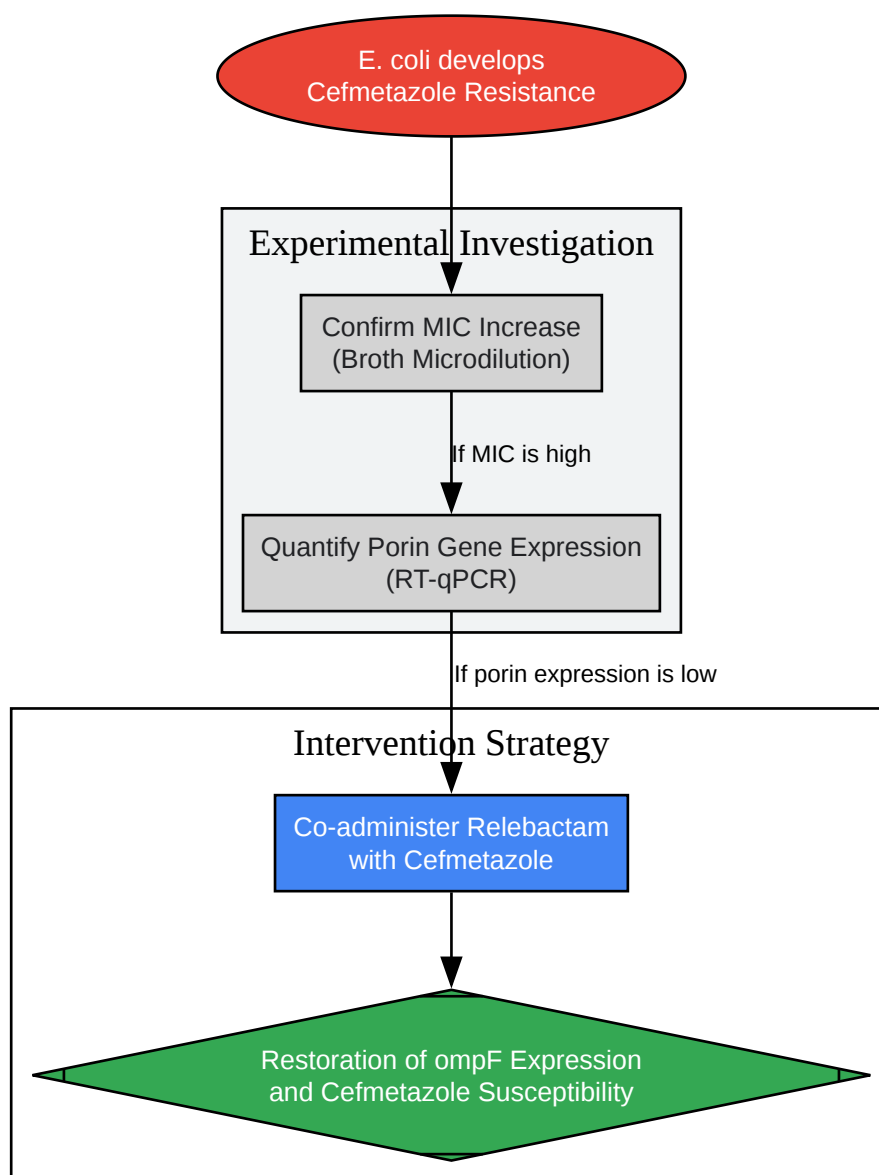 E. coli develops
Cefmetazole Resistance
Experimental Investigation
Confirm MIC Increase
(Broth Microdilution)
If MIC is high
Quantify Porin Gene Expression
(RT-qPCR)
If porin expression is low
Intervention Strategy
Co-administer Relebactam
with Cefmetazole
Restoration of ompF Expression
and Cefmetazole Susceptibility